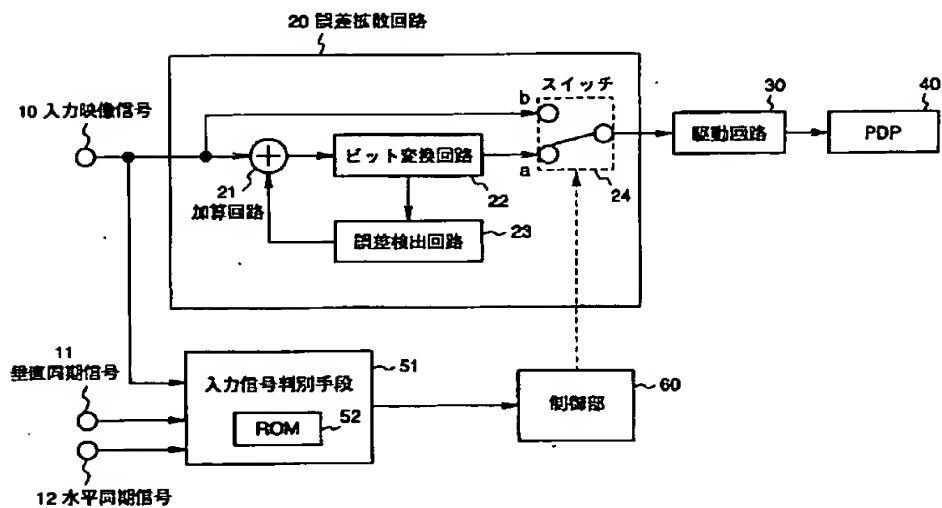 20 誤差拡散回路
スイッチ
10 入力映像信号
b
30
40
駆動回路
PDP
ビット変換回路
a
21
加算回路
22
24
誤差検出回路
23
11
垂直同期信号
入力信号判別手段
51
ROM
52
制御部
60
12 水平同期信号